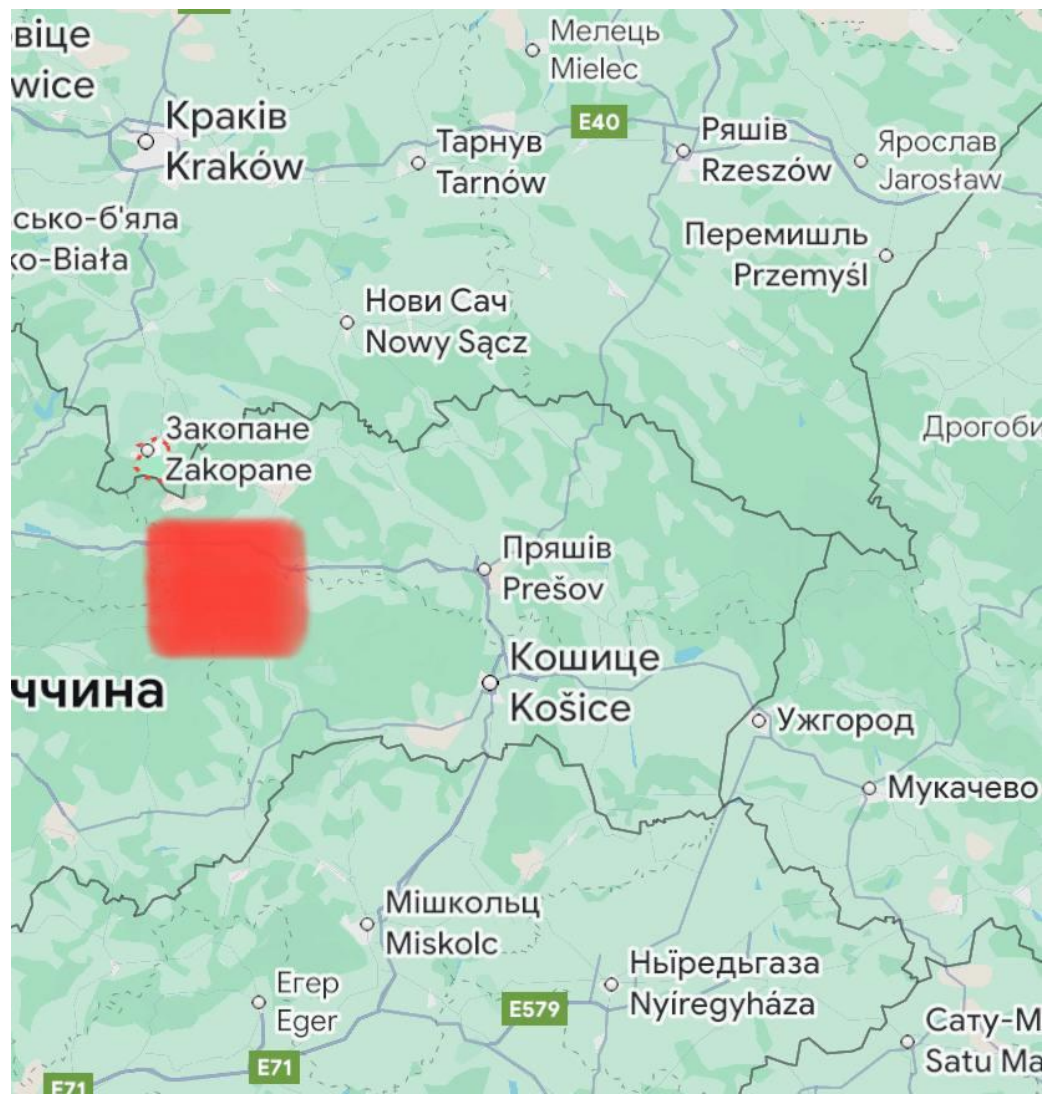 віце
wice
Мелець
Mielec
Краків
Kraków
E40
Тарнув
Tarnów
Ряшів
Rzeszów
Ярослав
Jarosław
сько-б'яла
ко-Biała
Перемишль
Przemyśl
Нови Сач
Nowy Sącz
Закопане
Zakopane
Дрогоби
Пряшів
Prešov
Кошице
Košice
ччина
Ужгород
Мукачево
Мішкольц
Miskolc
Ньїредьгаза
Nyíregyháza
Егер
Eger
E579
Сату-М
Satu Ma
E71
E71